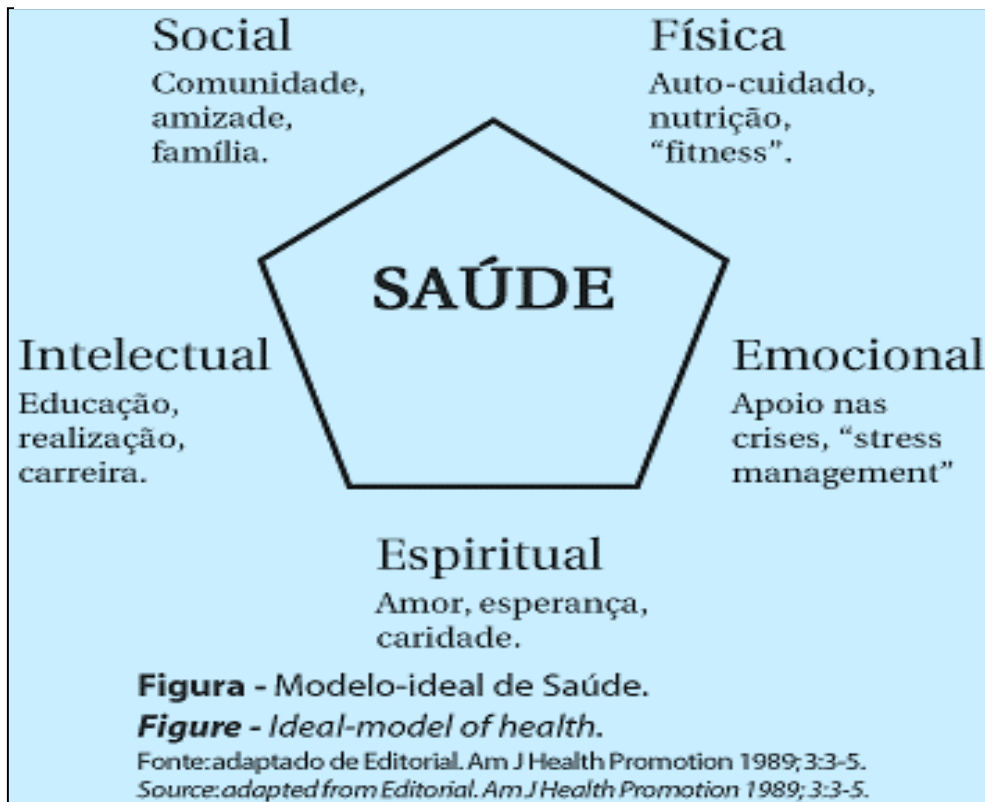 Social
Comunidade,
amizade,
família.
Física
Auto-cuidado,
nutrição,
“fitness”.
SAÚDE
Intelectual
Educação,
realização,
carreira.
Emocional
Apoio nas
crises, “stress
management”
Espiritual
Amor, esperança,
caridade.
Figura - Modelo-ideal de Saúde.
Figure - Ideal-model of health.
Fonte:adaptado de Editorial. Am J Health Promotion 1989; 3:3-5.
Source:adapted from Editorial. Am J Health Promotion 1989; 3:3-5.